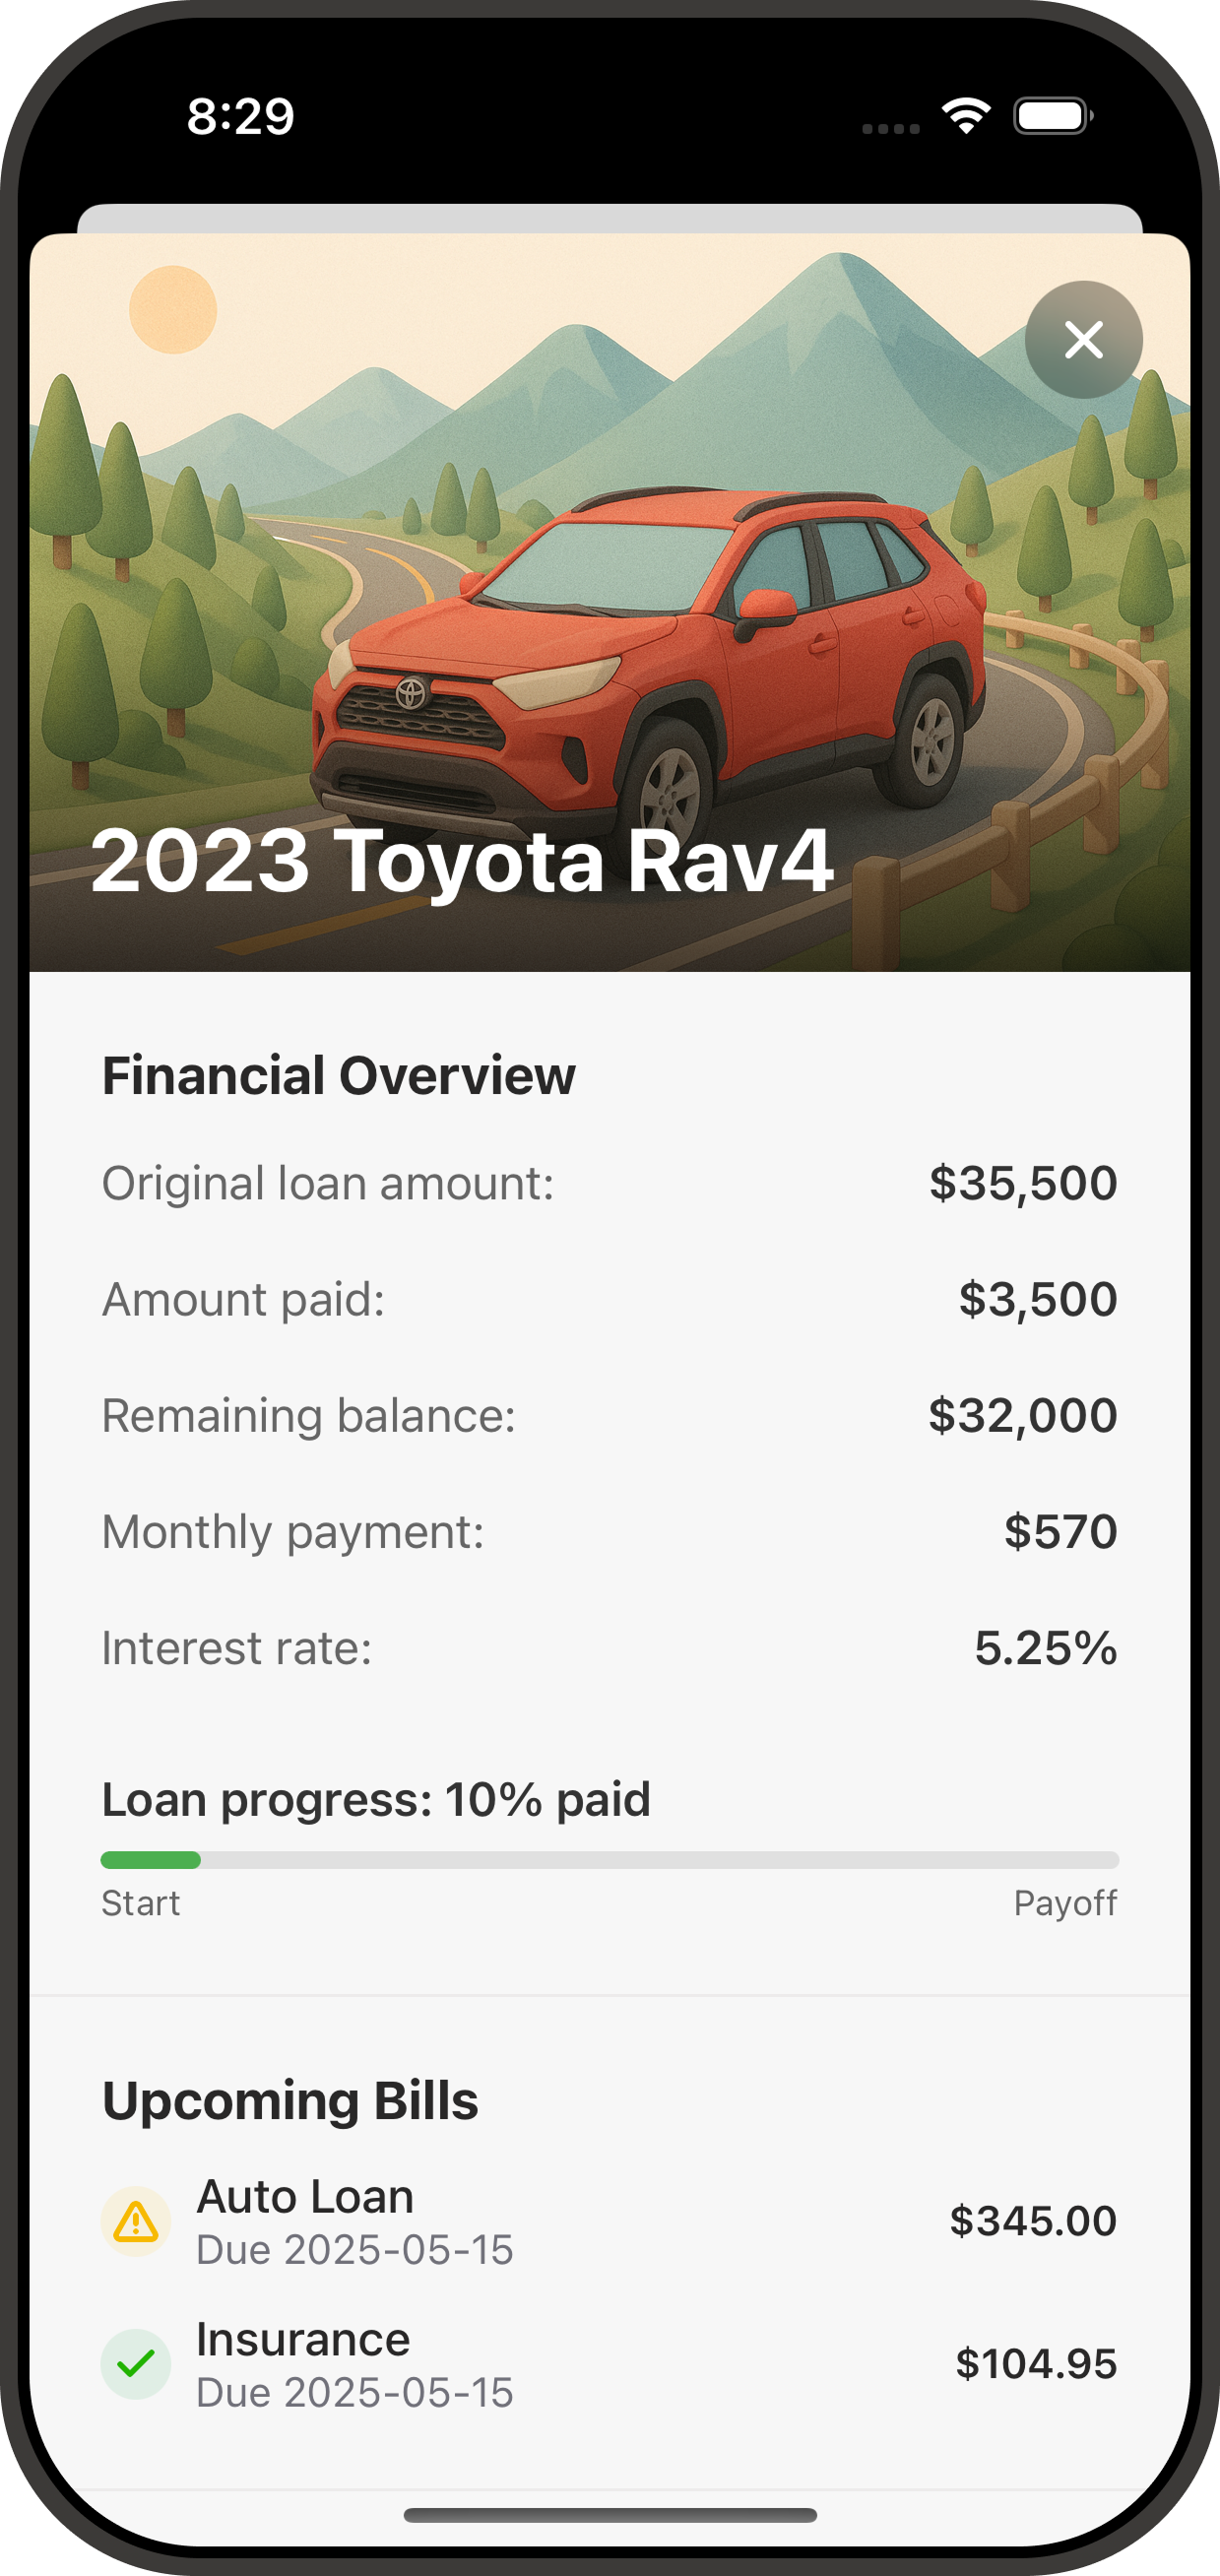 8:29
2023 Toyota Rav4
Financial Overview
Original loan amount: $35,500
Amount paid: $3,500
Remaining balance: $32,000
Monthly payment: $570
Interest rate: 5.25%
Loan progress: 10% paid
Start Payoff
Upcoming Bills
Auto Loan
Due 2025-05-15
$345.00
Insurance
Due 2025-05-15
$104.95